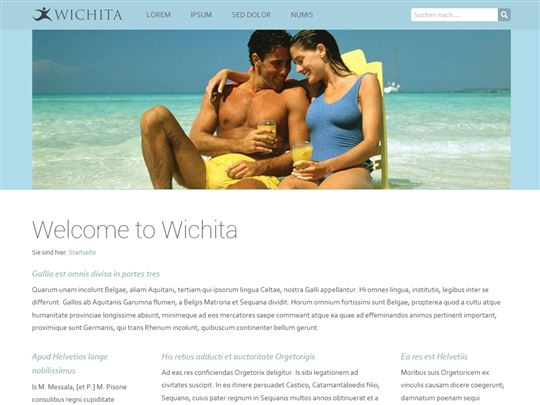 WICHITA LOREM IPSUM SED DOLOR NUMIS Suchen nach ...
Welcome to Wichita
Sie sind hier: Startseite
Gallia est omnis divisa in partes tres
Quarum unam incolunt Belgae, aliam Aquitani, tertiam qui ipsorum lingua Celtae, nostra Galli appellantur. Hi omnes lingua, institutis, legibus inter se
differunt. Gallos ab Aquitanis Garumna flumen, a Belgis Matrona et Sequana dividit. Horum omnium fortissimi sunt Belgae, propterea quod a cultu atque
humanitate provinciae longissime absunt, minimeque ad eos mercatores saepe commeant atque ea quae ad effeminandos animos pertinent important,
proximique sunt Germanis, qui trans Rhenum incolunt, quibuscum continenter bellum gerunt.
Apud Helvetios longe
nobilissimus
Is M. Messala, [et P.] M. Pisone
consulibus regni cupiditate
His rebus adducti et auctoritate Orgetorigis
Ad eas res conficiendas Orgetorix deligitur. Is sibi legationem ad
civitates suscipit. In eo itinere persuadet Castico, Catamantaloedis filio,
Sequano, cuius pater regnum in Sequanis multos annos obtinuerat et a
Ea res est Helvetiis
Moribus suis Orgetoricem ex
vinculis causam dicere coegerunt;
damnatum poenam sequi